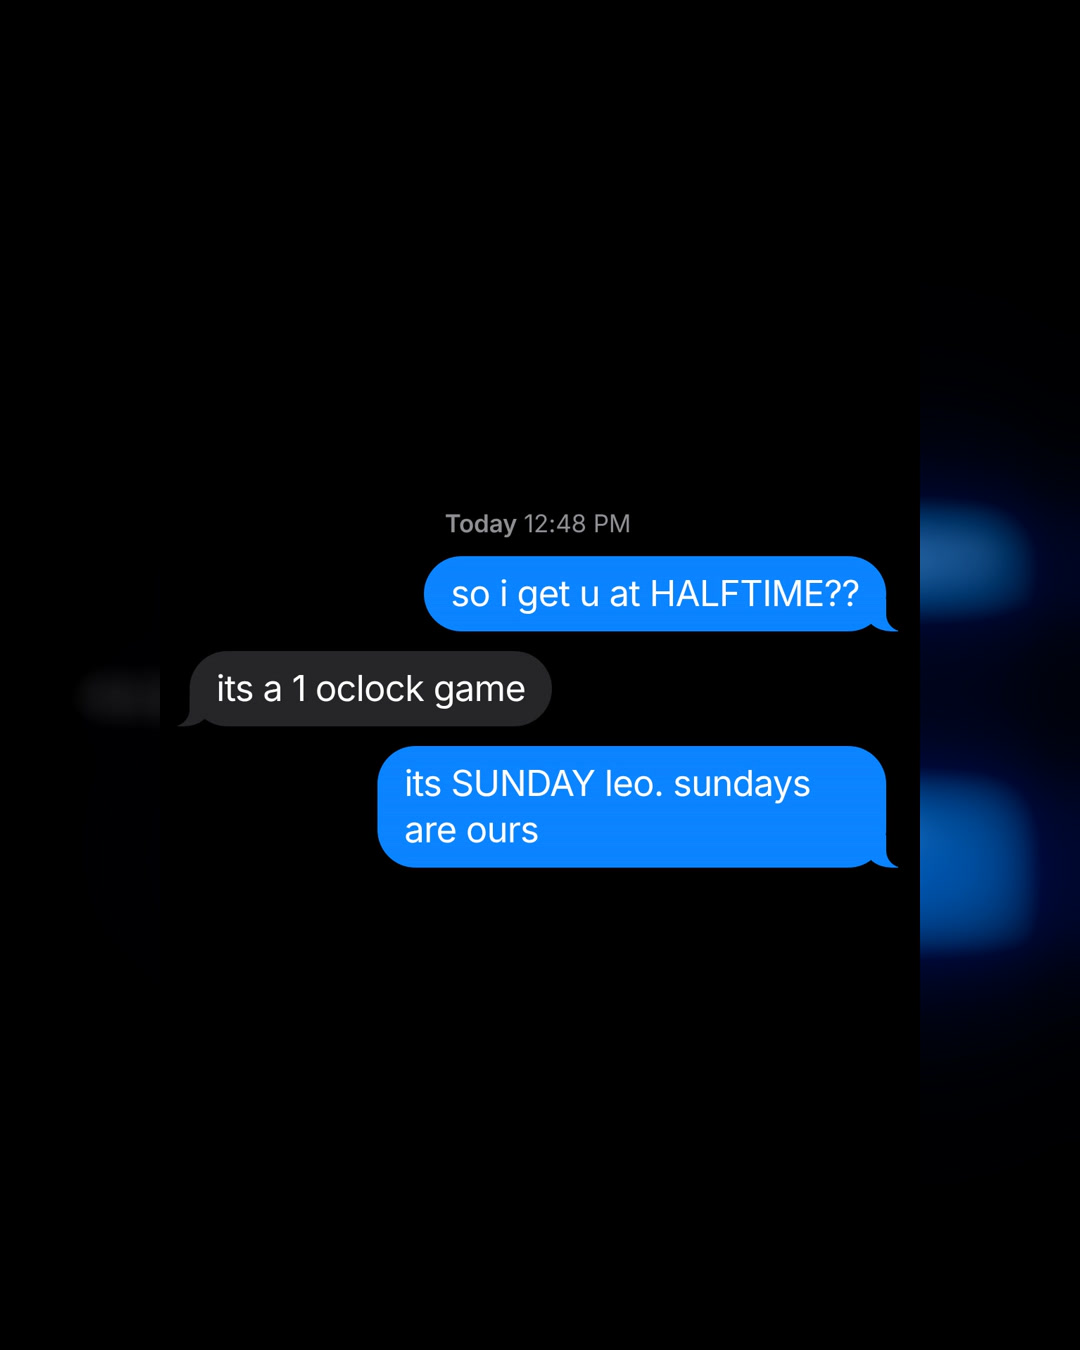 Today 12:48 PM
so i get u at HALFTIME??
its a 1 oclock game
its SUNDAY leo. sundays
are ours